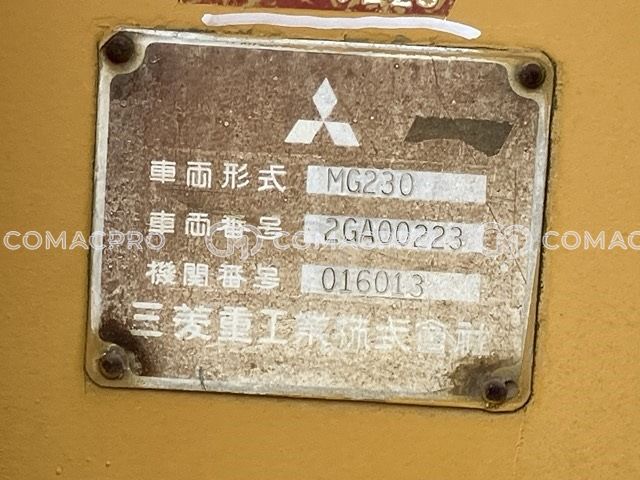 車両形式 MG230
車両番号 2GA00223
COMACPRO COMACPRO COMAC
機関番号 016013
三菱重工業株式會社